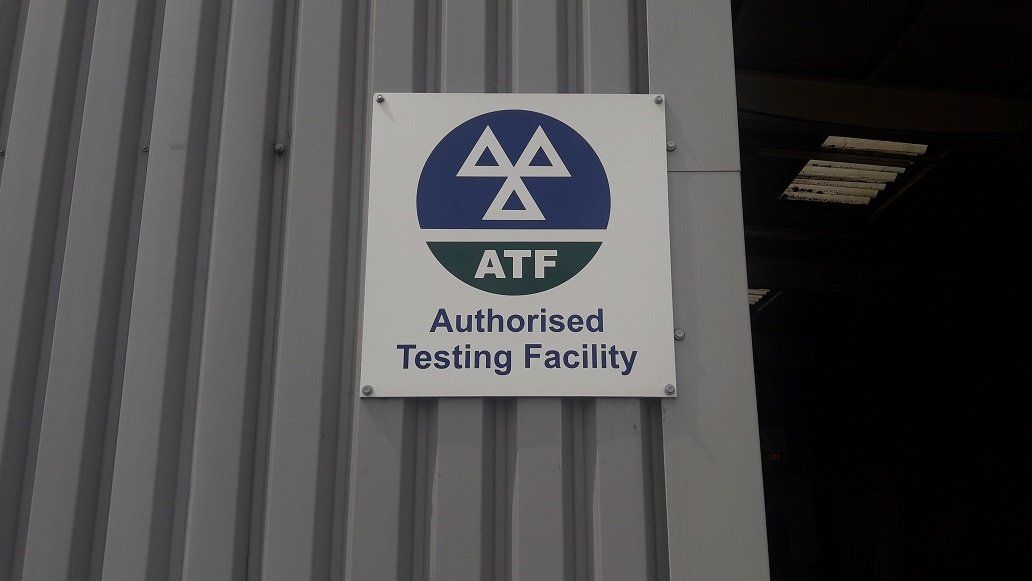 ATF
Authorised
Testing Facility